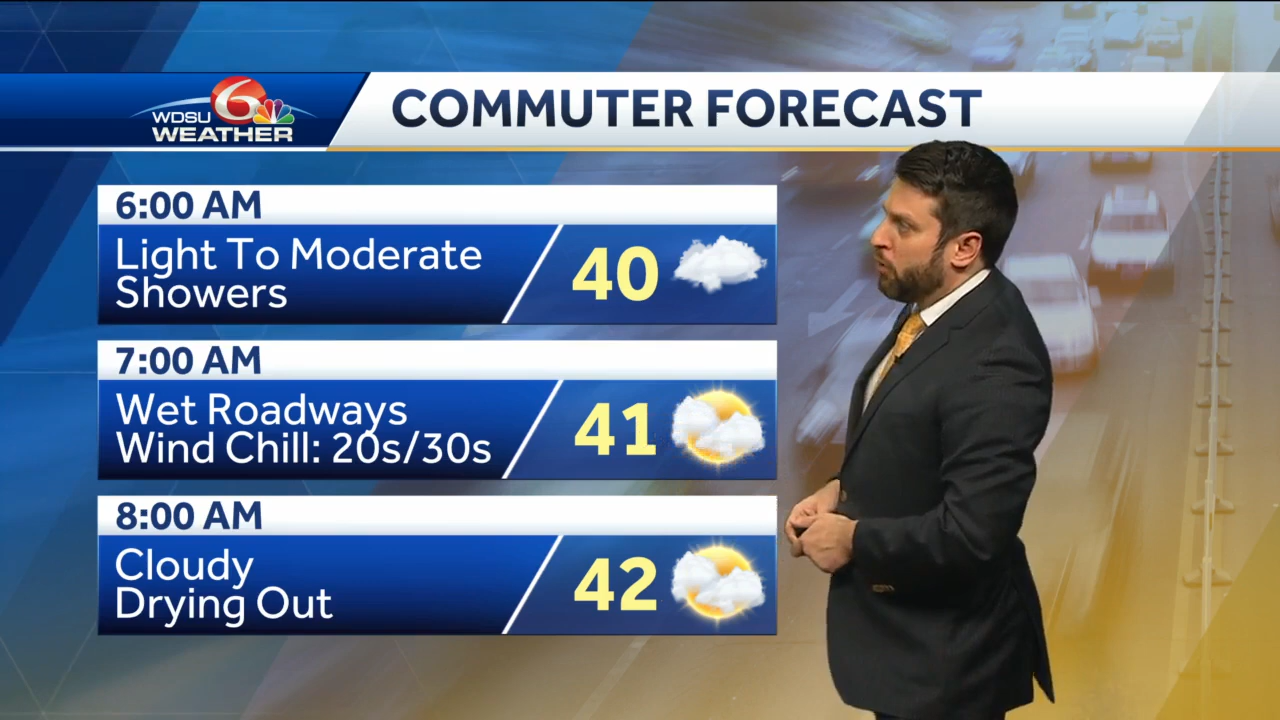 WDSU 6
WEATHER
COMMUTER FORECAST
6:00 AM
Light To Moderate
Showers
40
7:00 AM
Wet Roadways
Wind Chill: 20s/30s
41
8:00 AM
Cloudy
Drying Out
42